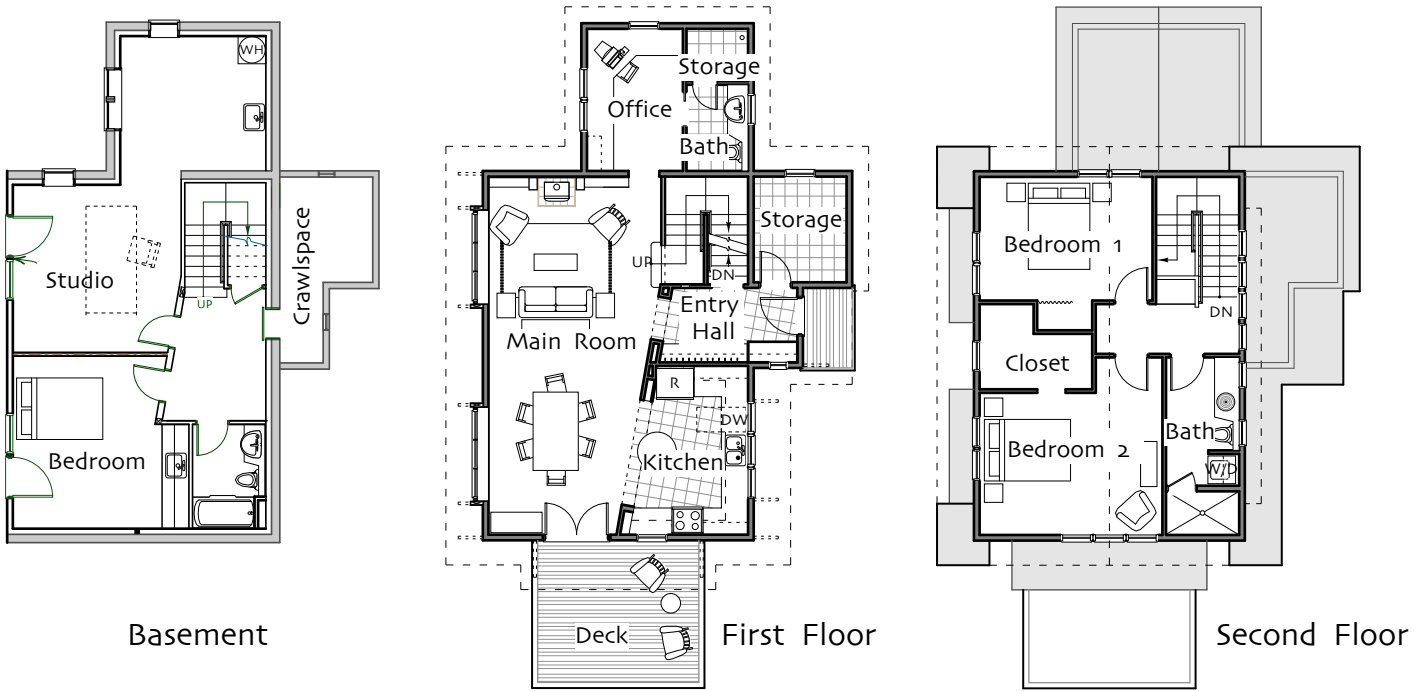 WH
Studio
UP
Crawlspace
Bedroom
Basement
Storage
Office
Bath
Storage
UP
DN
Entry
Hall
Main Room
R
DW
Kitchen
Deck
First Floor
Bedroom 1
DN
Closet
Bedroom 2
Bath
W/D
Second Floor